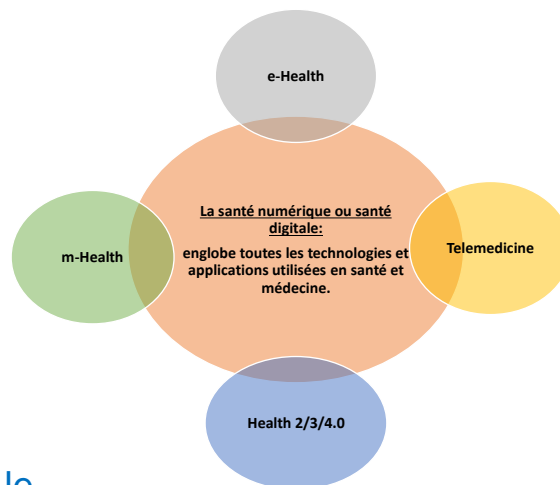 e-Health
La santé numérique ou santé
digitale:
englobe toutes les technologies et
applications utilisées en santé et
médecine.
m-Health
Telemedicine
Health 2/3/4.0